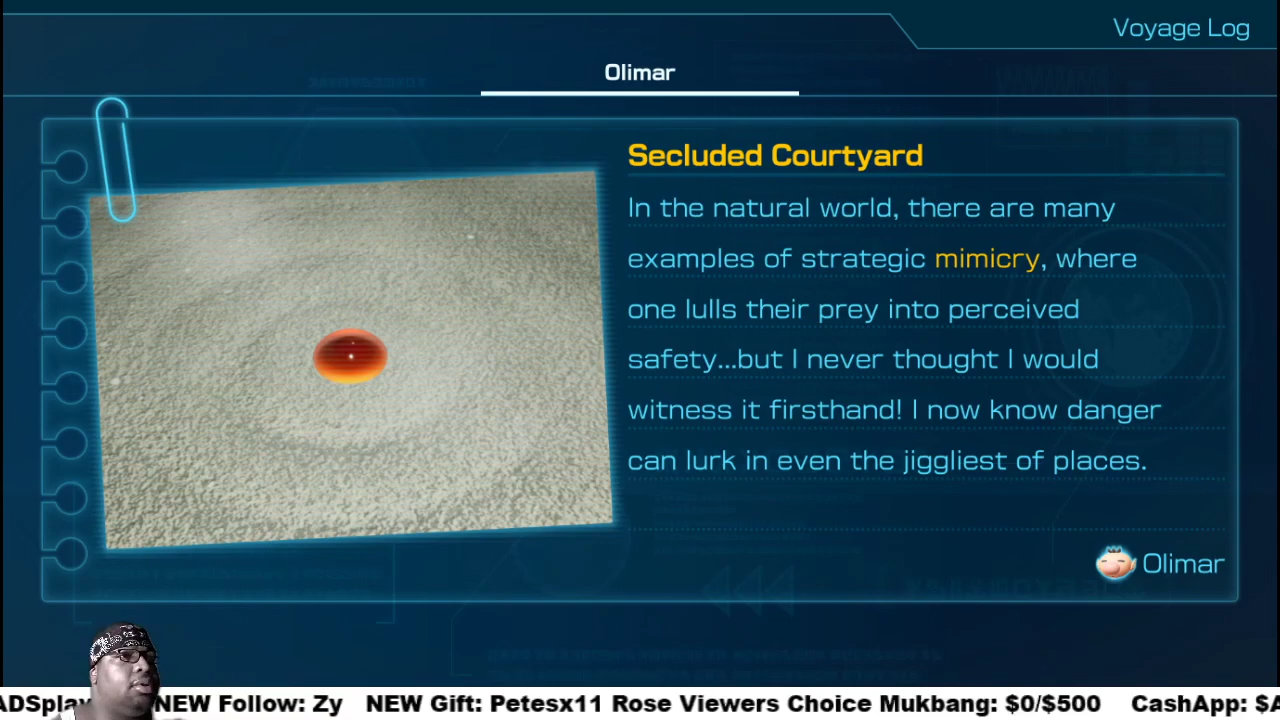 Voyage Log
Olimar
Secluded Courtyard
In the natural world, there are many
examples of strategic mimicry, where
one lulls their prey into perceived
safety...but I never thought I would
witness it firsthand! I now know danger
can lurk in even the jiggliest of places.
Olimar
NEW Follow: Zy NEW Gift: Petesx11 Rose Viewers Choice Mukbang: $0/$500 CashApp: